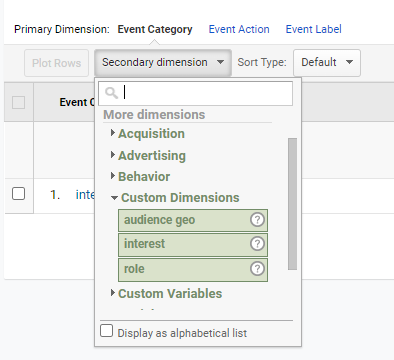 Primary Dimension: Event Category Event Action Event Label
Plot Rows Secondary dimension Sort Type: Default
More dimensions
Event C
Acquisition
Advertising
Behavior
1. inte
Custom Dimensions
audience geo ?
interest ?
role ?
Custom Variables
Display as alphabetical list